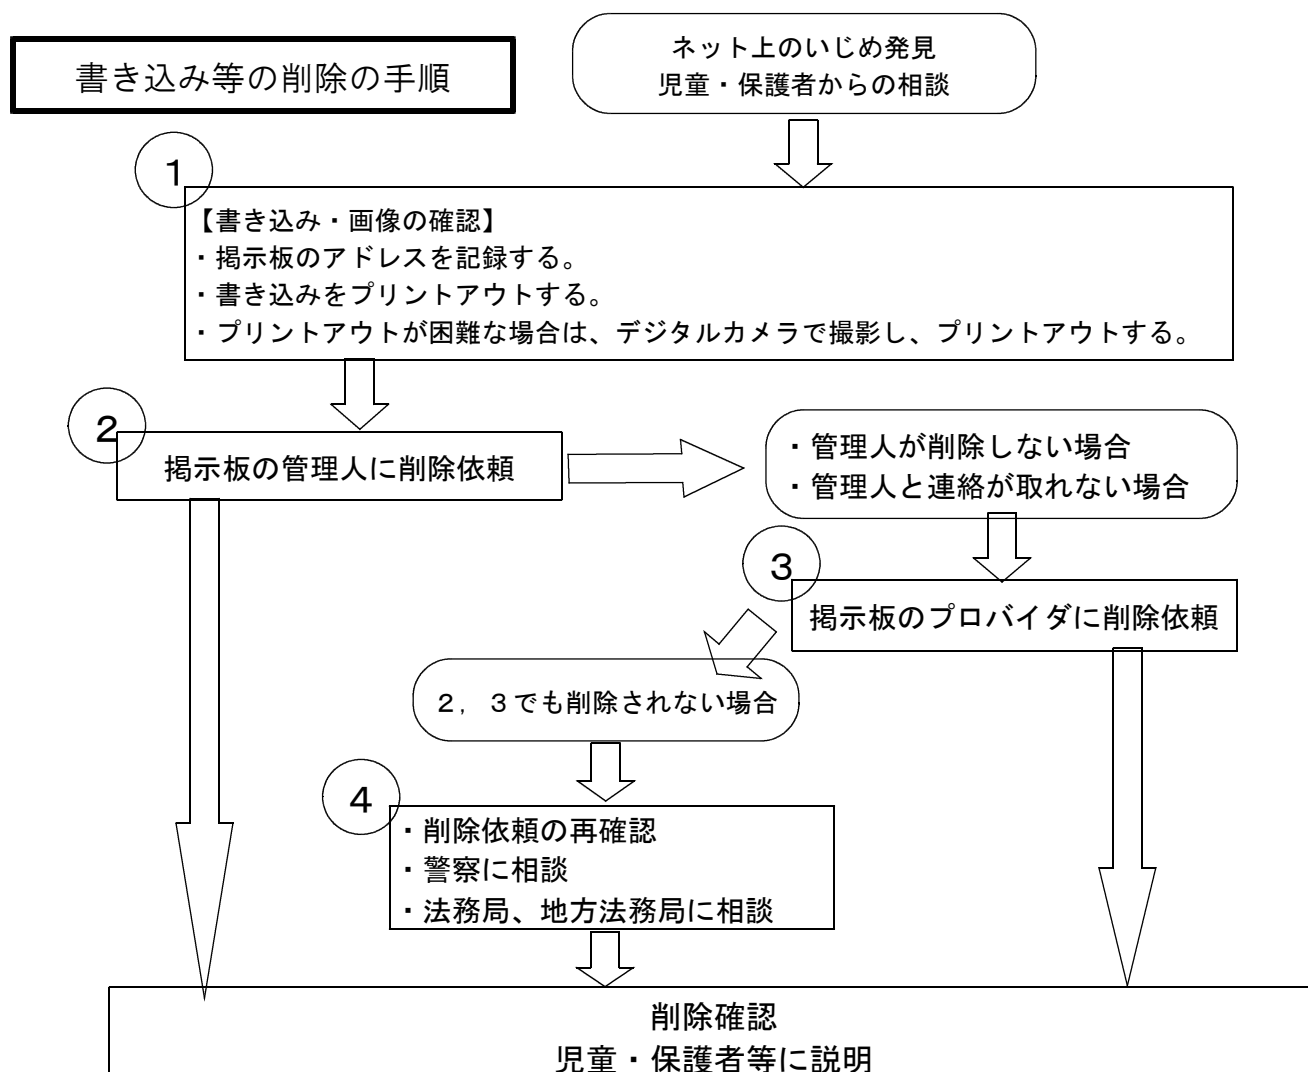 書き込み等の削除の手順
ネット上のいじめ発見
児童・保護者からの相談
1
【書き込み・画像の確認】
・掲示板のアドレスを記録する。
・書き込みをプリントアウトする。
・プリントアウトが困難な場合は、デジタルカメラで撮影し、プリントアウトする。
2
掲示板の管理人に削除依頼
・管理人が削除しない場合
・管理人と連絡が取れない場合
3
掲示板のプロバイダに削除依頼
2，3でも削除されない場合
4
・削除依頼の再確認
・警察に相談
・法務局、地方法務局に相談
削除確認
児童・保護者等に説明